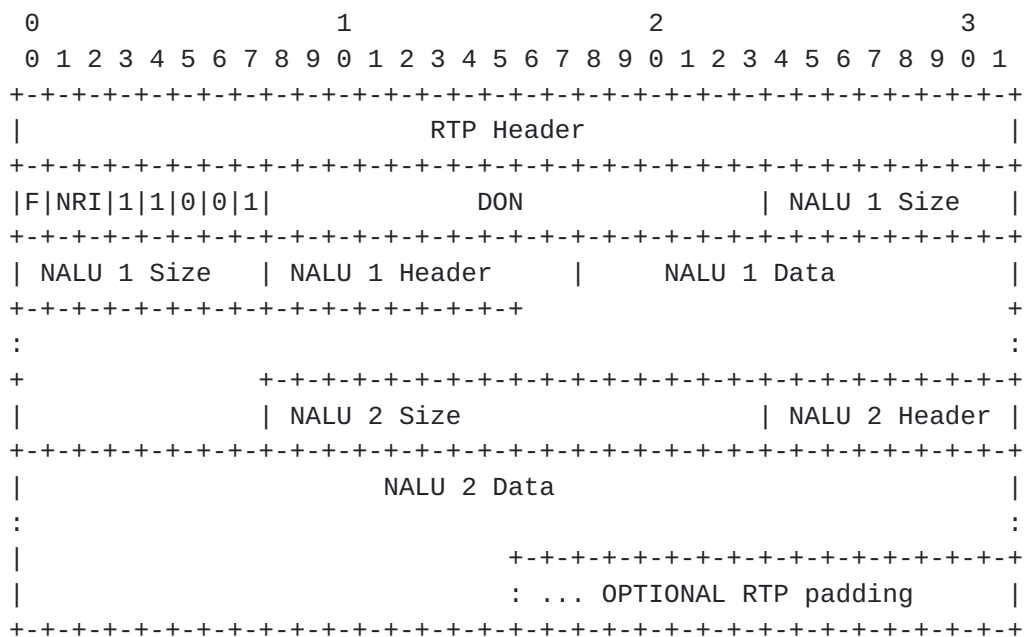 0                   1                   2                   3
 0 1 2 3 4 5 6 7 8 9 0 1 2 3 4 5 6 7 8 9 0 1 2 3 4 5 6 7 8 9 0 1
+-+-+-+-+-+-+-+-+-+-+-+-+-+-+-+-+-+-+-+-+-+-+-+-+-+-+-+-+-+-+-+-+
|                          RTP Header                           |
+-+-+-+-+-+-+-+-+-+-+-+-+-+-+-+-+-+-+-+-+-+-+-+-+-+-+-+-+-+-+-+-+
|F|NRI|1|1|0|0|1|             DON               | NALU 1 Size   |
+-+-+-+-+-+-+-+-+-+-+-+-+-+-+-+-+-+-+-+-+-+-+-+-+-+-+-+-+-+-+-+-+
| NALU 1 Size   | NALU 1 Header     |     NALU 1 Data           |
+-+-+-+-+-+-+-+-+-+-+-+-+-+-+-+-+                               +
:                                                               :
+               +-+-+-+-+-+-+-+-+-+-+-+-+-+-+-+-+-+-+-+-+-+-+-+-+
|               | NALU 2 Size                   | NALU 2 Header |
+-+-+-+-+-+-+-+-+-+-+-+-+-+-+-+-+-+-+-+-+-+-+-+-+-+-+-+-+-+-+-+-+
|                       NALU 2 Data                             |
:                                                               :
|                               +-+-+-+-+-+-+-+-+-+-+-+-+-+-+-+-+
|                               : ... OPTIONAL RTP padding      |
+-+-+-+-+-+-+-+-+-+-+-+-+-+-+-+-+-+-+-+-+-+-+-+-+-+-+-+-+-+-+-+-+